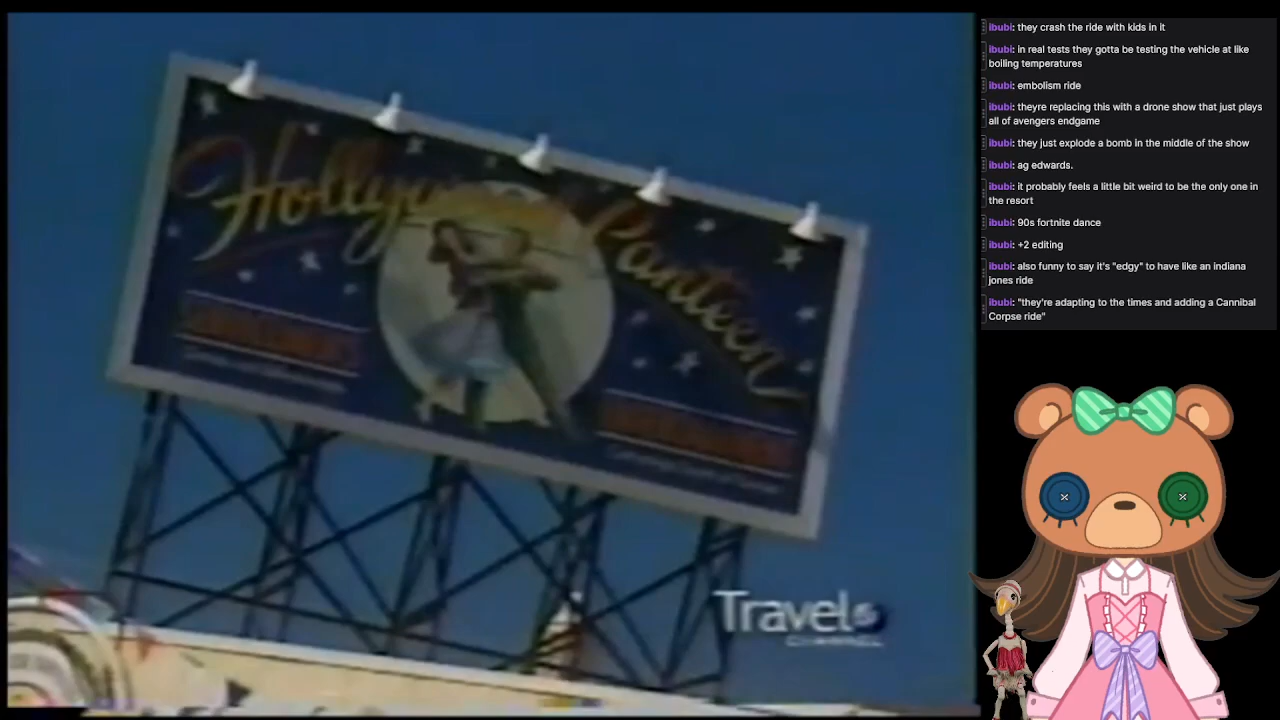 Hollywood Canteen
Travel
CHANNEL
ibubi: they crash the ride with kids in it
ibubi: in real tests they gotta be testing the vehicle at like
boiling temperatures
ibubi: embolism ride
ibubi: theyre replacing this with a drone show that just plays
all of avengers endgame
ibubi: they just explode a bomb in the middle of the show
ibubi: ag edwards.
ibubi: it probably feels a little bit weird to be the only one in
the resort
ibubi: 90s fortnite dance
ibubi: +2 editing
ibubi: also funny to say it's "edgy" to have like an indiana
jones ride
ibubi: "they're adapting to the times and adding a Cannibal
Corpse ride"